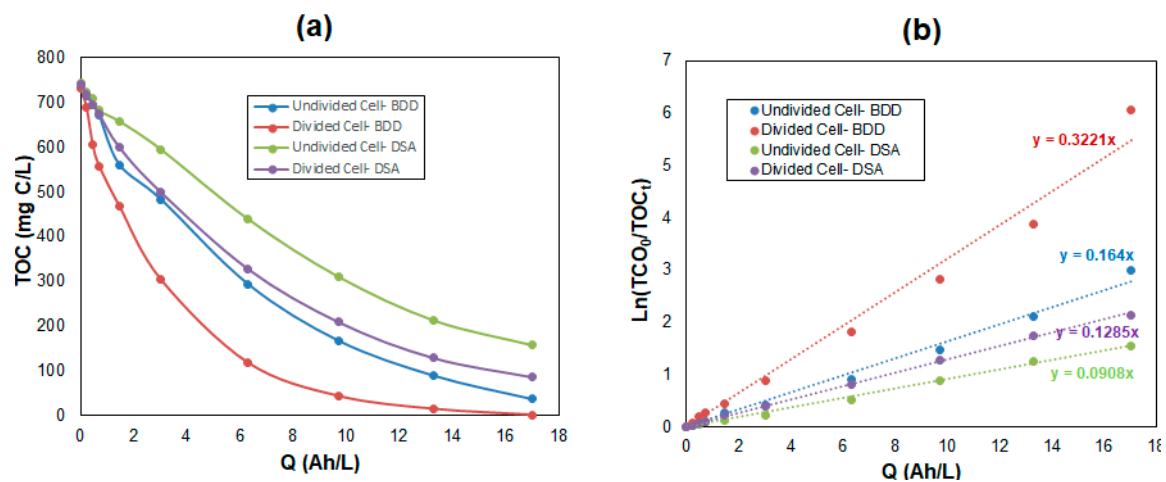 (a)
800
700
600
500
400
300
200
100
0
TOC (mg C/L)
Undivided Cell- BDD
Divided Cell- BDD
Undivided Cell- DSA
Divided Cell- DSA
0 2 4 6 8 10 12 14 16 18
Q (Ah/L)
(b)
7
6
5
4
3
2
1
0
Ln(TCO₀/TOCₜ)
Undivided Cell- BDD
Divided Cell- BDD
Undivided Cell- DSA
Divided Cell- DSA
y = 0.3221x
y = 0.164x
y = 0.1285x
y = 0.0908x
0 2 4 6 8 10 12 14 16 18
Q (Ah/L)